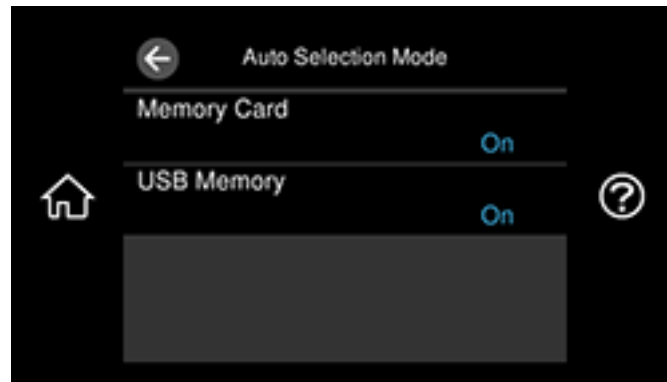 Auto Selection Mode
Memory Card
On
USB Memory
On
?